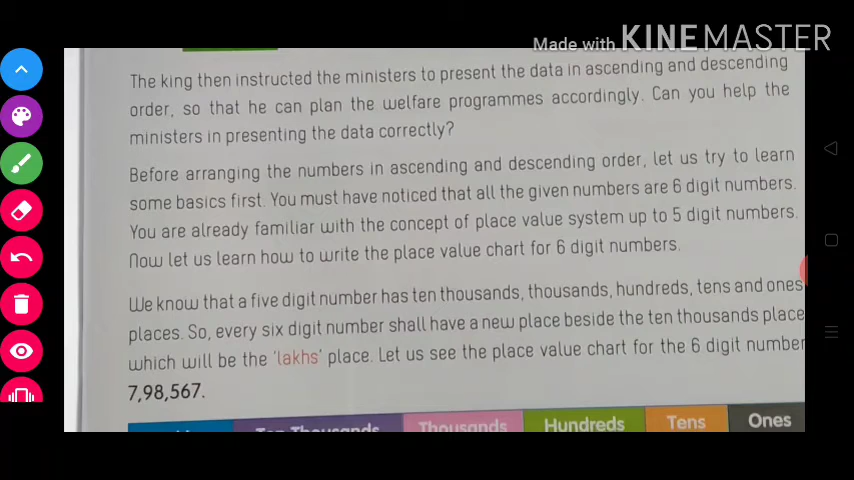 Made with KINEMASTER
The king then instructed the ministers to present the data in ascending and descending
order, so that he can plan the welfare programmes accordingly. Can you help the
ministers in presenting the data correctly?
Before arranging the numbers in ascending and descending order, let us try to learn
some basics first. You must have noticed that all the given numbers are 6 digit numbers.
You are already familiar with the concept of place value system up to 5 digit numbers.
Now let us learn how to write the place value chart for 6 digit numbers.
We know that a five digit number has ten thousands, thousands, hundreds, tens and ones
places. So, every six digit number shall have a new place beside the ten thousands place
which will be the 'lakhs' place. Let us see the place value chart for the 6 digit number
7,98,567.
Ten Thousands Thousands Hundreds Tens Ones